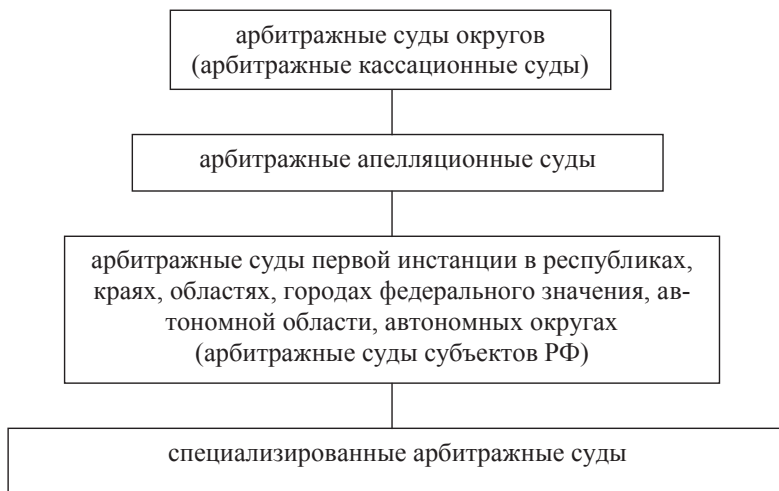 арбитражные суды округов
(арбитражные кассационные суды)
арбитражные апелляционные суды
арбитражные суды первой инстанции в республиках,
краях, областях, городах федерального значения, ав-
тономной области, автономных округах
(арбитражные суды субъектов РФ)
специализированные арбитражные суды